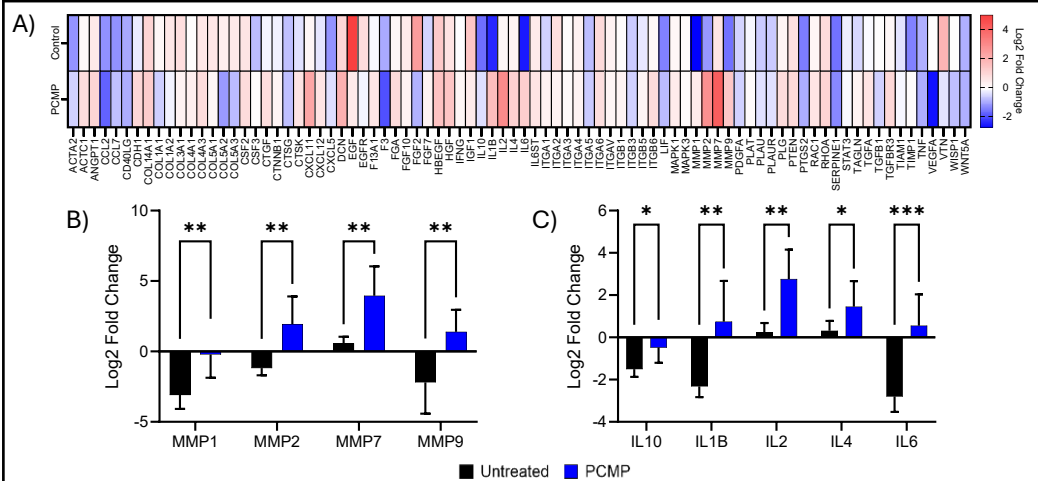 A)
Control
PCMP
4
2
0
-2
Log2 Fold Change
ACTA2 ACTC1 ANGPT1 CCL2 CCL7 CD40LG CDH1 COL14A1 COL1A1 COL1A2 COL3A1 COL4A1 COL4A3 COL5A1 COL5A2 COL5A3 CSF2 CSF3 CTGF CTNNB1 CTSG CTSK CXCL11 CXCL12 CXCL5 DCN EGF EGFR F13A1 F3 FGA FGF10 FGF2 FGF7 HBEGF HGF IFNG IGF1 IL10 IL1B IL2 IL4 IL6 IL6ST ITGA1 ITGA2 ITGA3 ITGA4 ITGA5 ITGA6 ITGAV ITGB1 ITGB3 ITGB5 ITGB6 LIF MAPK1 MAPK3 MMP1 MMP2 MMP7 MMP9 PDGFA PLAT PLAU PLAUR PLG PTEN PTGS2 RAC1 RHOA SERPINE1 STAT3 TAGLN TGFA TGFB1 TGFBR3 TIAM1 TIMP1 TNF VEGFA VTN WISP1 WNT5A
B)
Log2 Fold Change
10
5
0
-5
** ** ** **
MMP1 MMP2 MMP7 MMP9
C)
Log2 Fold Change
6
4
2
0
-2
-4
* ** ** * ***
IL10 IL1B IL2 IL4 IL6
Untreated PCMP